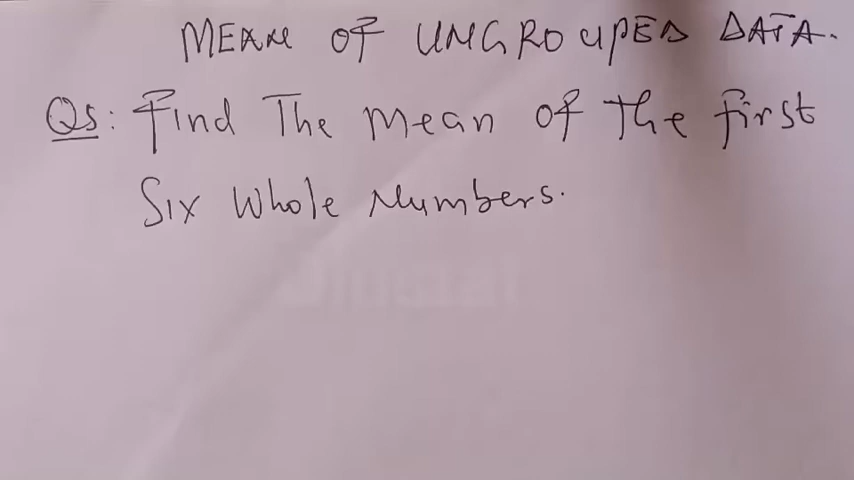 MEAN OF UNGROUPED DATA.
Qs: Find The Mean of the first
Six Whole Numbers.